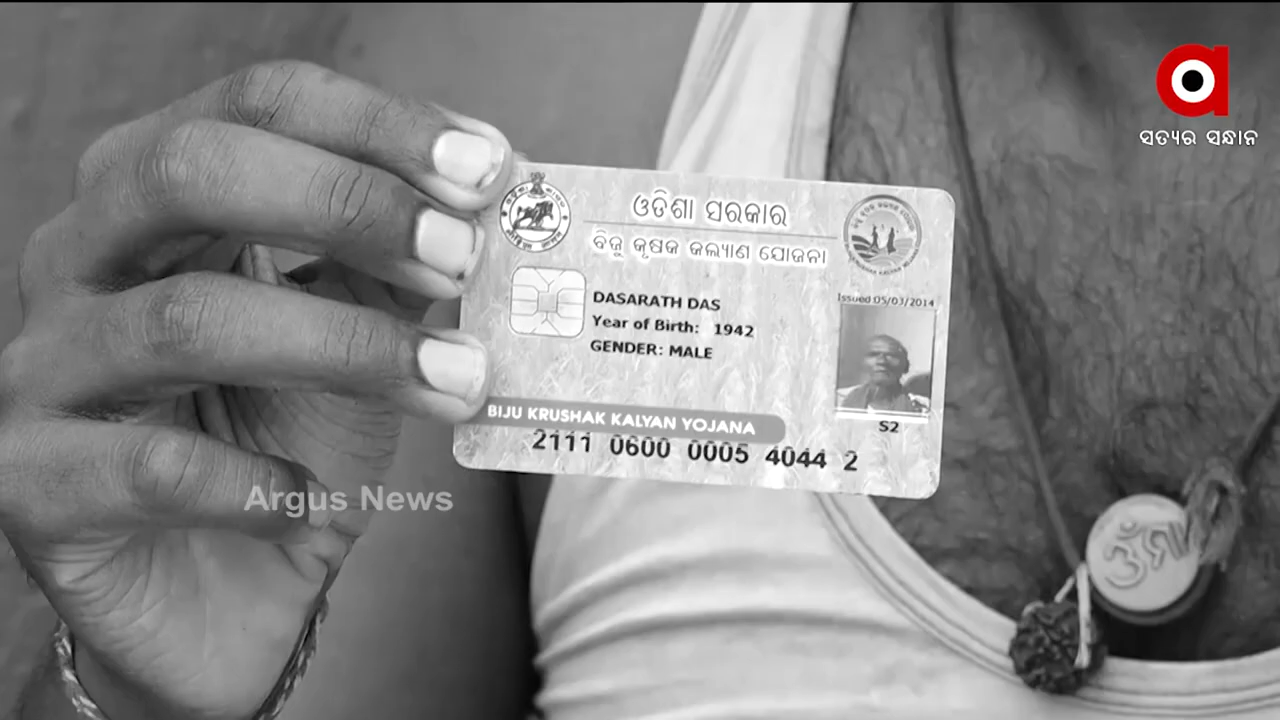 ସତ୍ୟର ସନ୍ଧାନ
ଓଡିଶା ସରକାର
ବିଜୁ କୃଷକ କଲ୍ୟାଣ ଯୋଜନା
Issued 05/03/2014
DASARATH DAS
Year of Birth: 1942
GENDER: MALE
S2
BIJU KRUSHAK KALYAN YOJANA
2111 0600 0005 4044 2
Argus News